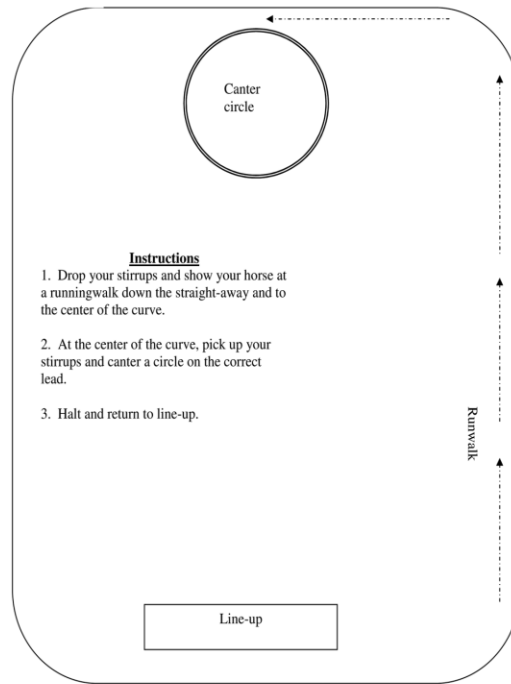 Canter
circle
Instructions
1. Drop your stirrups and show your horse at
a runningwalk down the straight-away and to
the center of the curve.
2. At the center of the curve, pick up your
stirrups and canter a circle on the correct
lead.
3. Halt and return to line-up.
Runwalk
Line-up